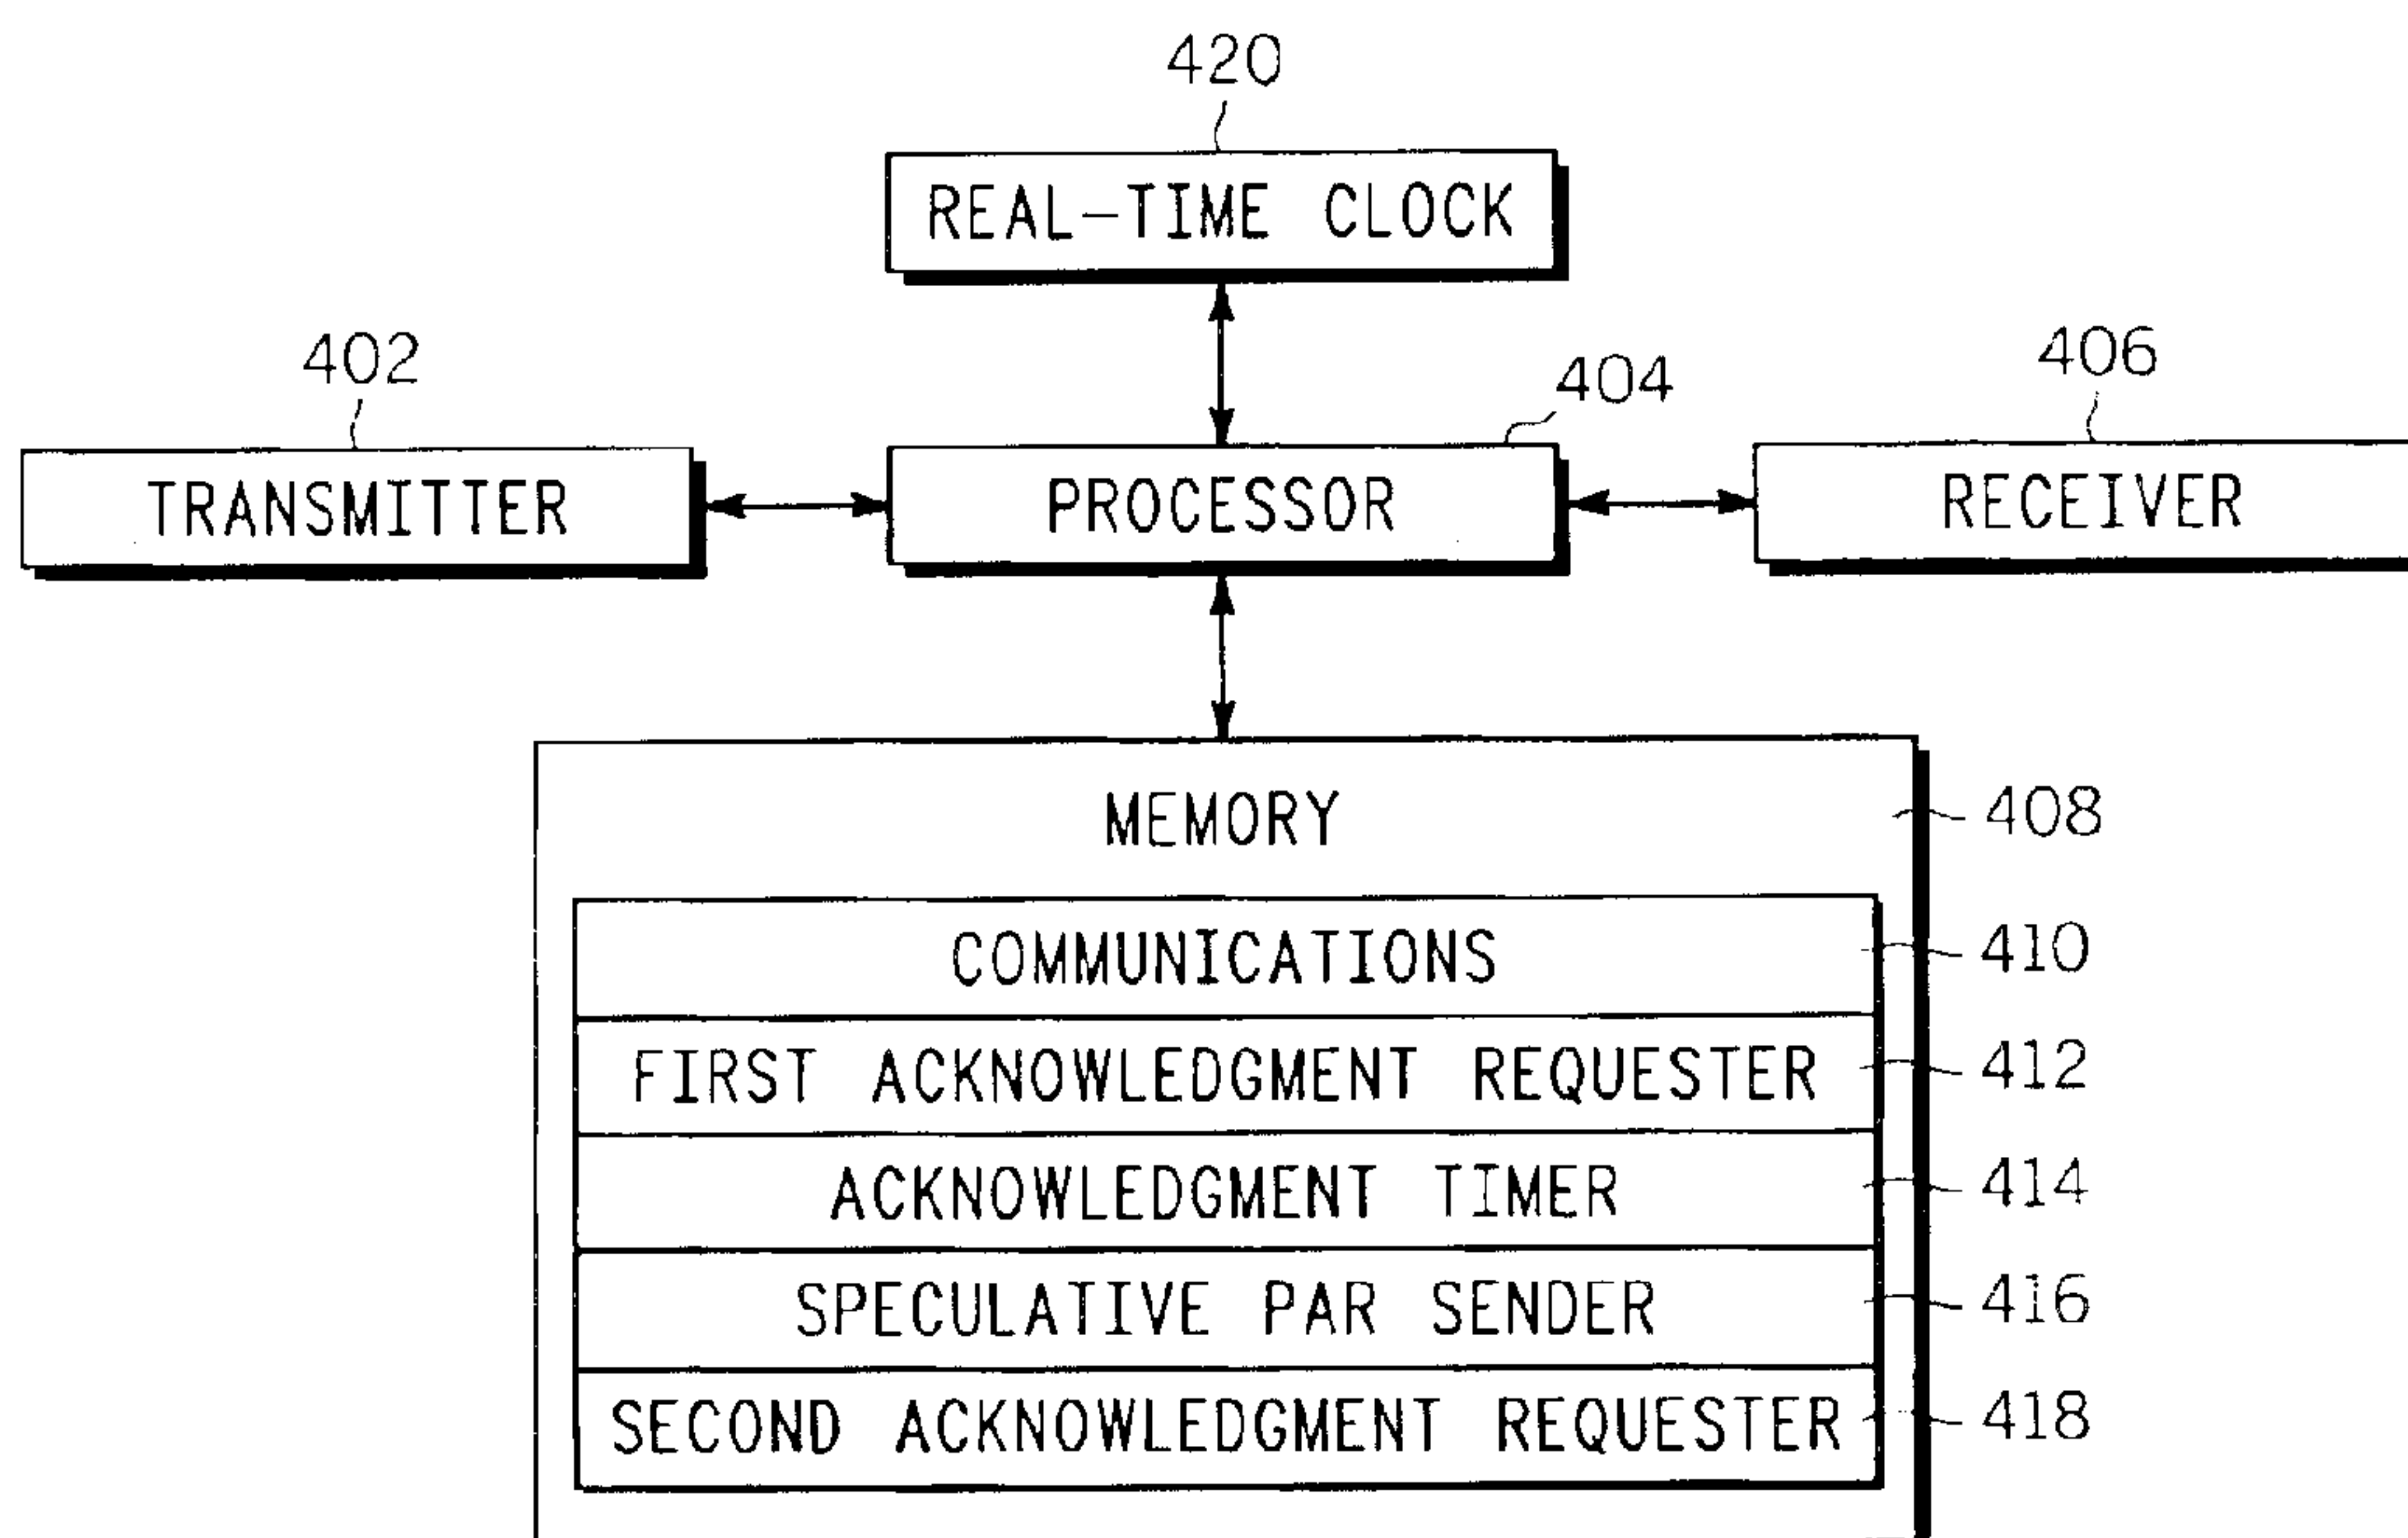 420
REAL-TIME CLOCK
402
404
406
TRANSMITTER
PROCESSOR
RECEIVER
MEMORY
408
COMMUNICATIONS
410
FIRST ACKNOWLEDGMENT REQUESTER
412
ACKNOWLEDGMENT TIMER
414
SPECULATIVE PAR SENDER
416
SECOND ACKNOWLEDGMENT REQUESTER
418